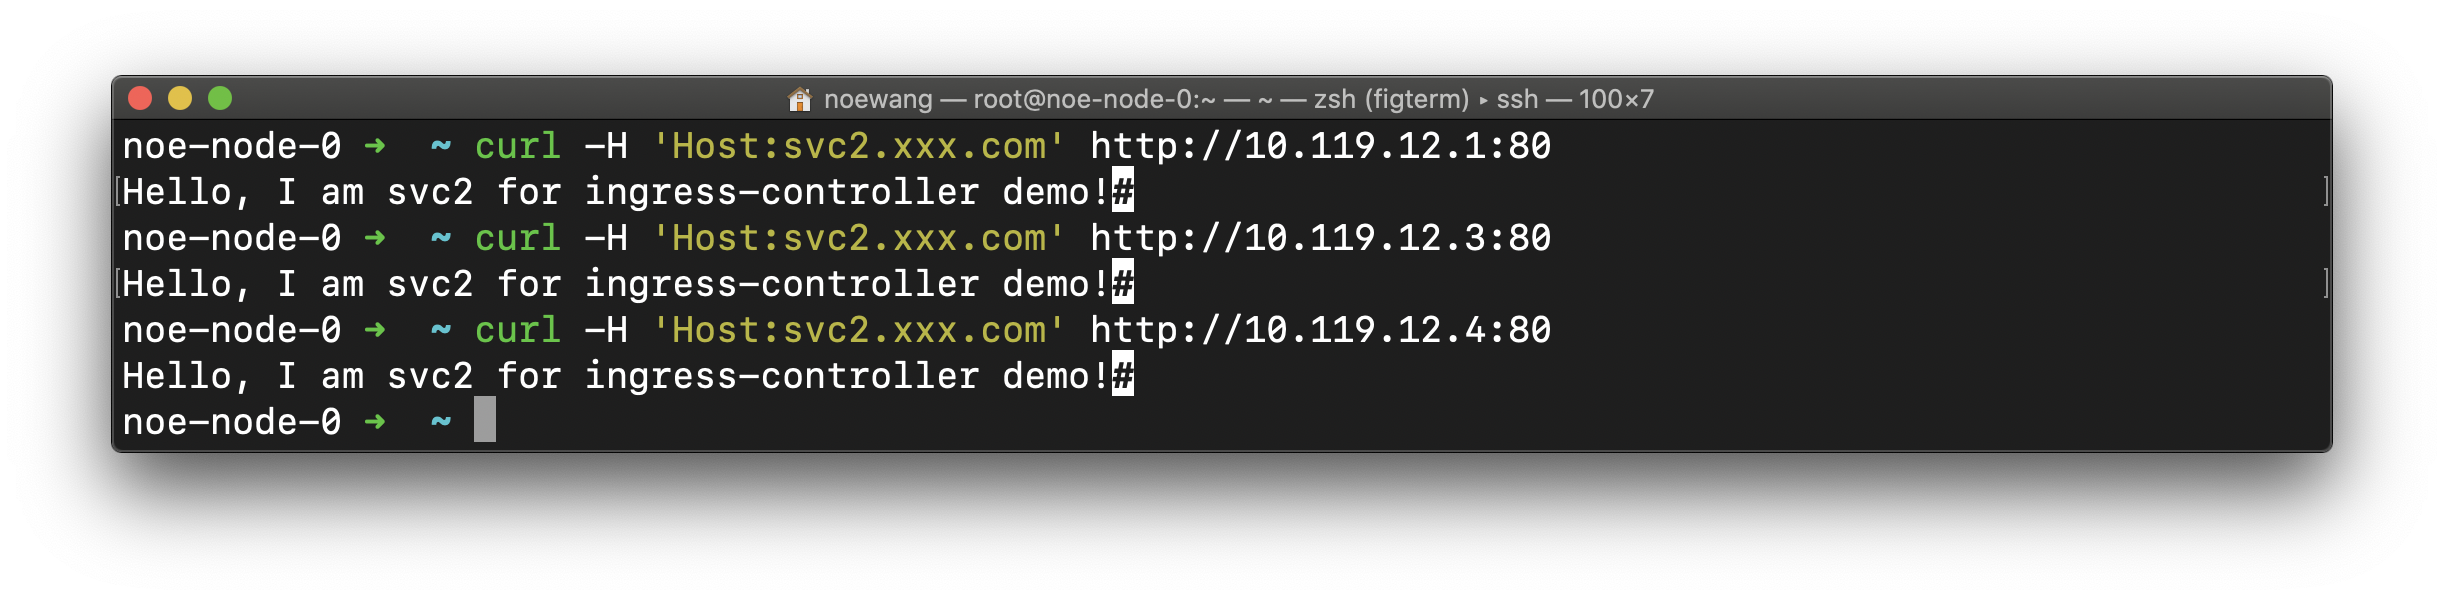 noewang — root@noe-node-0:~ — ~ — zsh (figterm) ▸ ssh — 100×7
noe-node-0 ➜  ~ curl -H 'Host:svc2.xxx.com' http://10.119.12.1:80
[Hello, I am svc2 for ingress-controller demo!# ]
noe-node-0 ➜  ~ curl -H 'Host:svc2.xxx.com' http://10.119.12.3:80
[Hello, I am svc2 for ingress-controller demo!# ]
noe-node-0 ➜  ~ curl -H 'Host:svc2.xxx.com' http://10.119.12.4:80
Hello, I am svc2 for ingress-controller demo!#
noe-node-0 ➜  ~